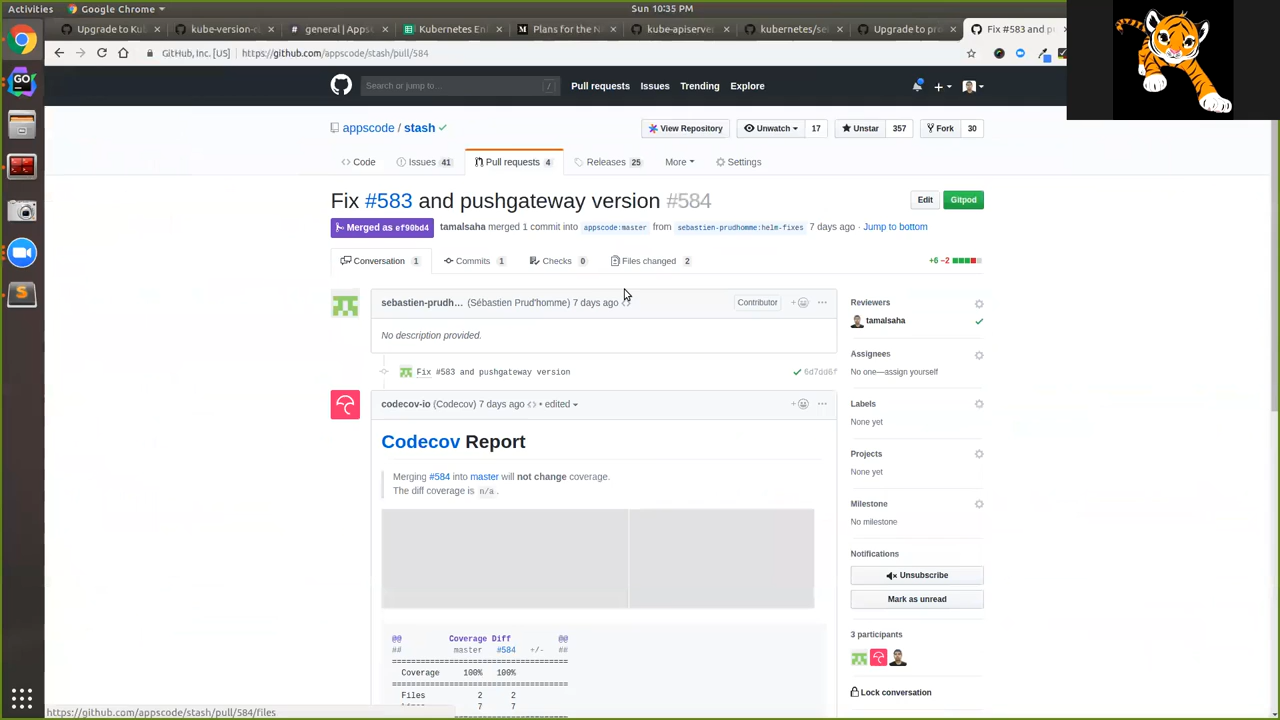 Activities Google Chrome Sun 10:35 PM
Upgrade to Kub kube-version-c #general | Apps Kubernetes Enh Plans for the N kube-apiserve kubernetes/se Upgrade to pr Fix #583 and pu
GitHub, Inc. [US] https://github.com/appscode/stash/pull/584
Search or jump to... / Pull requests Issues Trending Explore
appscode / stash View Repository Unwatch 17 Unstar 357 Fork 30
Code Issues 41 Pull requests 4 Releases 25 More Settings
Fix #583 and pushgateway version #584 Edit Gitpod
Merged as ef90bd4 tamalsaha merged 1 commit into appscode:master from sebastien-prudhomme:helm-fixes 7 days ago · Jump to bottom
Conversation 1 Commits 1 Checks 0 Files changed 2 +6 −2
sebastien-prudh... (Sébastien Prud'homme) 7 days ago Contributor
No description provided.
Fix #583 and pushgateway version 6d7dd6f
codecov-io (Codecov) 7 days ago • edited
Codecov Report
Merging #584 into master will not change coverage.
The diff coverage is n/a.
@@ Coverage Diff @@
## master #584 +/- ##
=======================================
Coverage 100% 100%
=======================================
Files 2 2
Lines 7 7
Reviewers
tamalsaha
Assignees
No one—assign yourself
Labels
None yet
Projects
None yet
Milestone
No milestone
Notifications
Unsubscribe
Mark as unread
3 participants
Lock conversation
https://github.com/appscode/stash/pull/584/files
GO
S